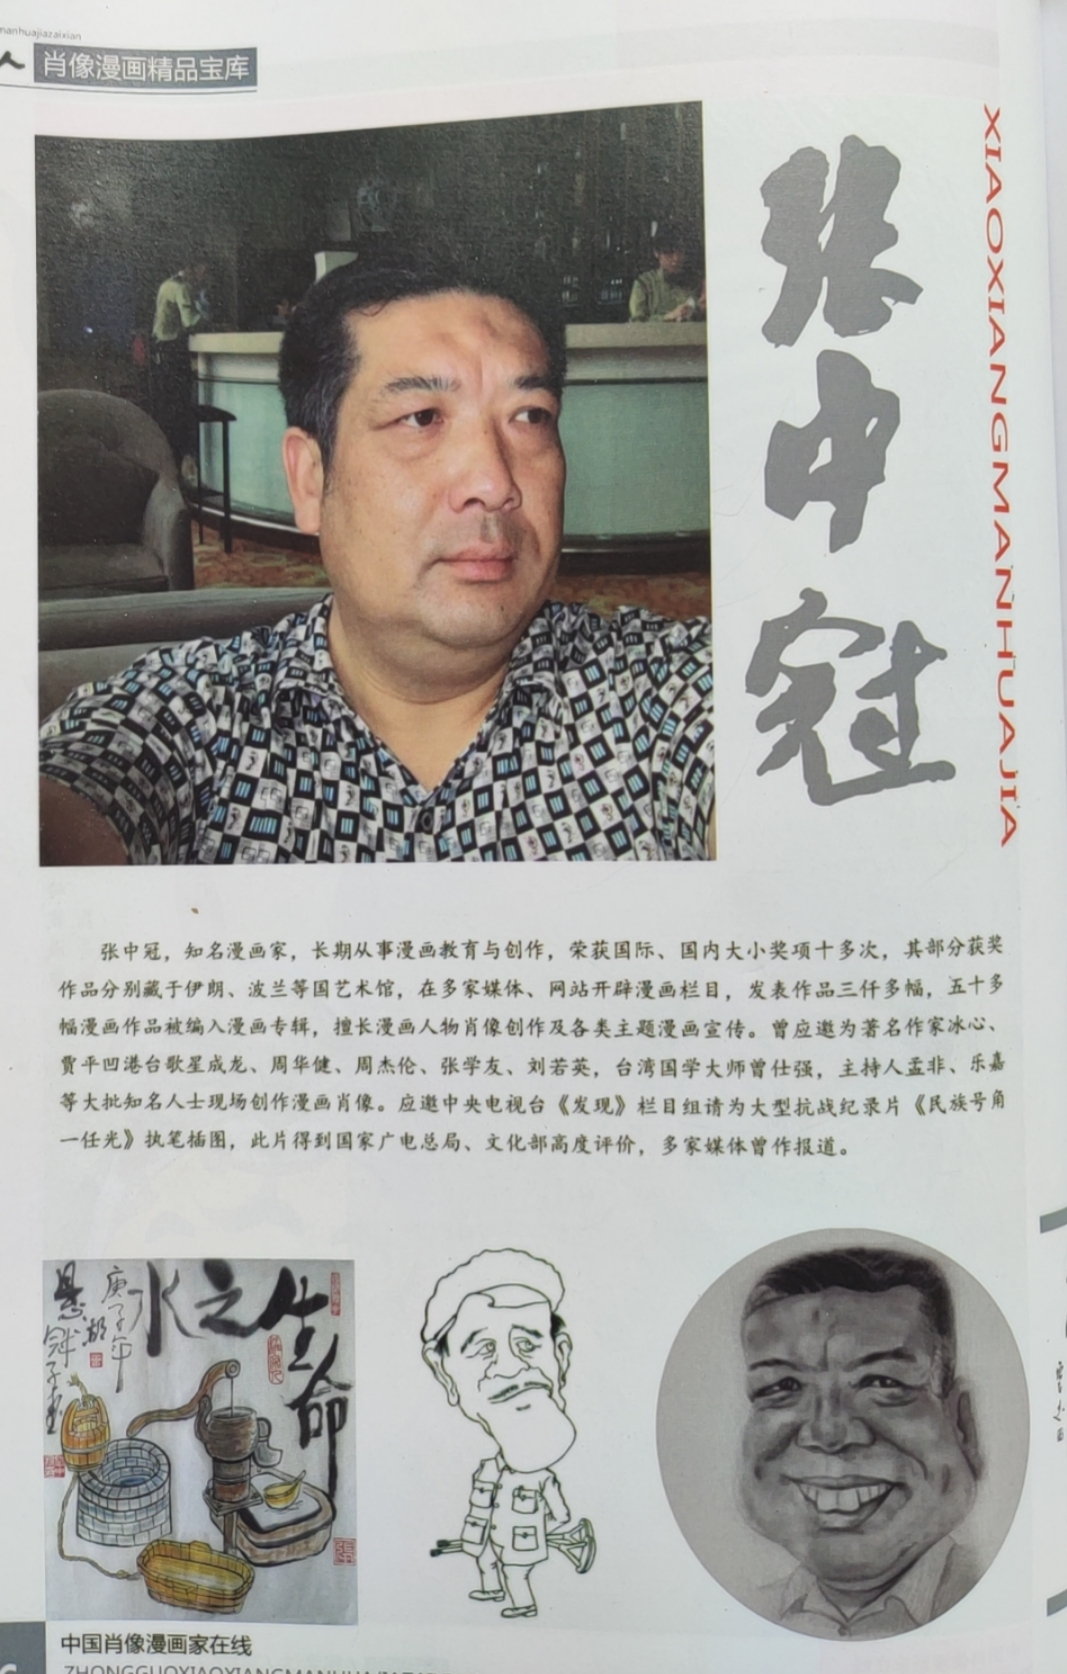 manhuajiazaixian
人
肖像漫画精品宝库
张中冠
XIAOXIANGMANHUAJIA
张中冠，知名漫画家，长期从事漫画教育与创作，荣获国际、国内大小奖项十多次，其部分获奖
作品分别藏于伊朗、波兰等国艺术馆，在多家媒体、网站开辟漫画栏目，发表作品三仟多幅，五十多
幅漫画作品被编入漫画专辑，擅长漫画人物肖像创作及各类主题漫画宣传。曾应邀为著名作家冰心、
贾平凹港台歌星成龙、周华健、周杰伦、张学友、刘若英，台湾国学大师曾仕强，主持人孟非、乐嘉
等大批知名人士现场创作漫画肖像。应邀中央电视台《发现》栏目组请为大型抗战纪录片《民族号角
一任光》执笔插图，此片得到国家广电总局、文化部高度评价，多家媒体曾作报道。
生命
之
水
庚子年
中国肖像漫画家在线